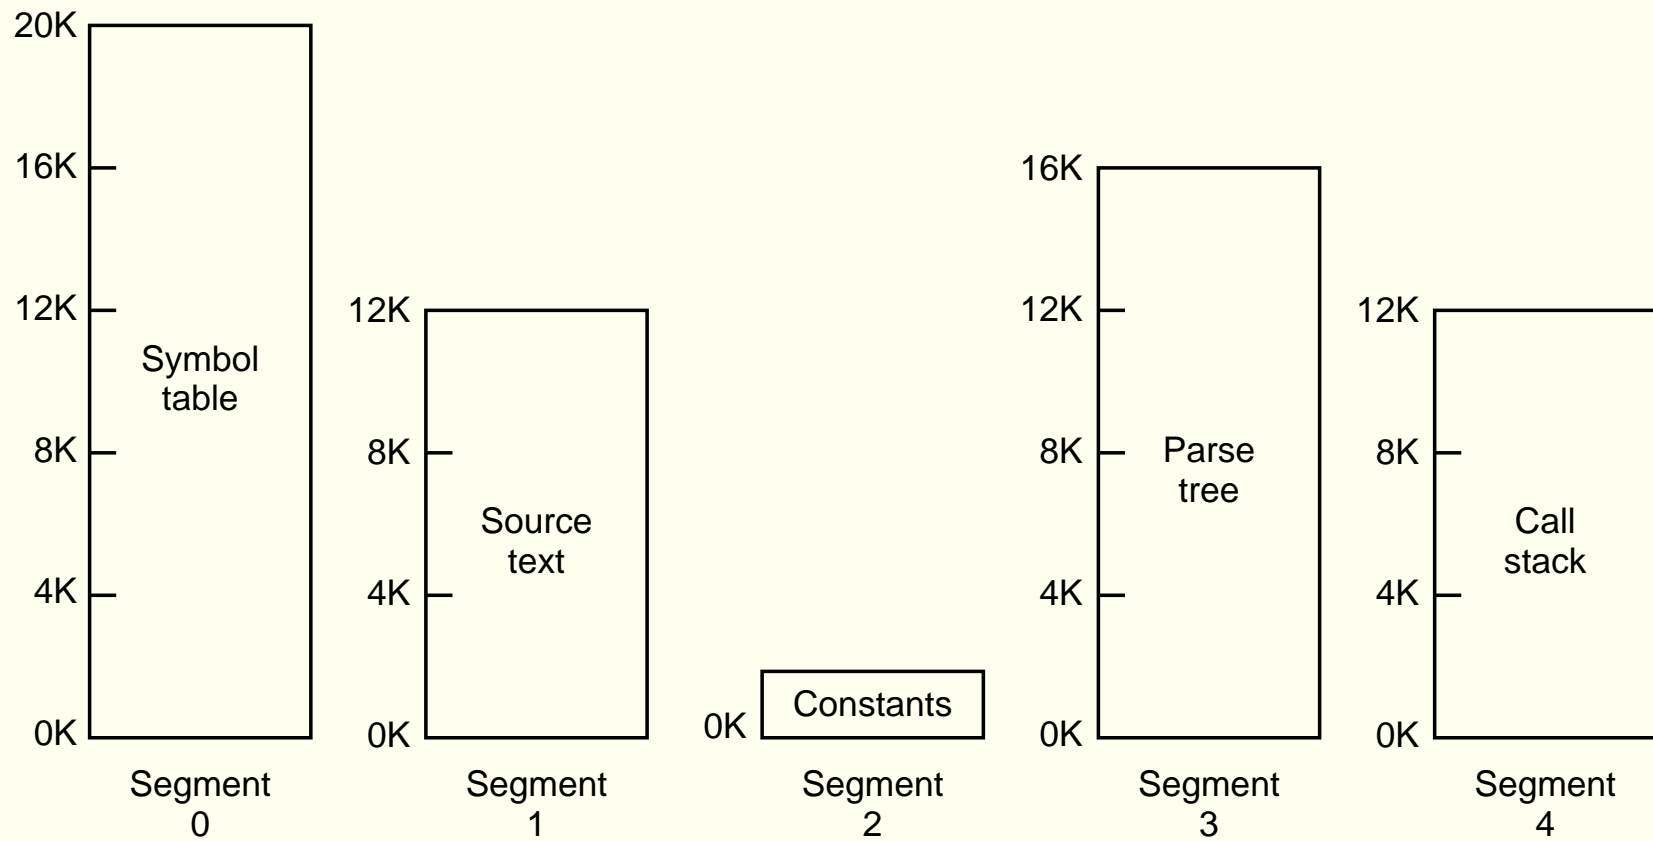 20K
16K
12K
8K
4K
0K
Symbol
table
Segment
0
12K
8K
4K
0K
Source
text
Segment
1
0K
Constants
Segment
2
16K
12K
8K
4K
0K
Parse
tree
Segment
3
12K
8K
4K
0K
Call
stack
Segment
4